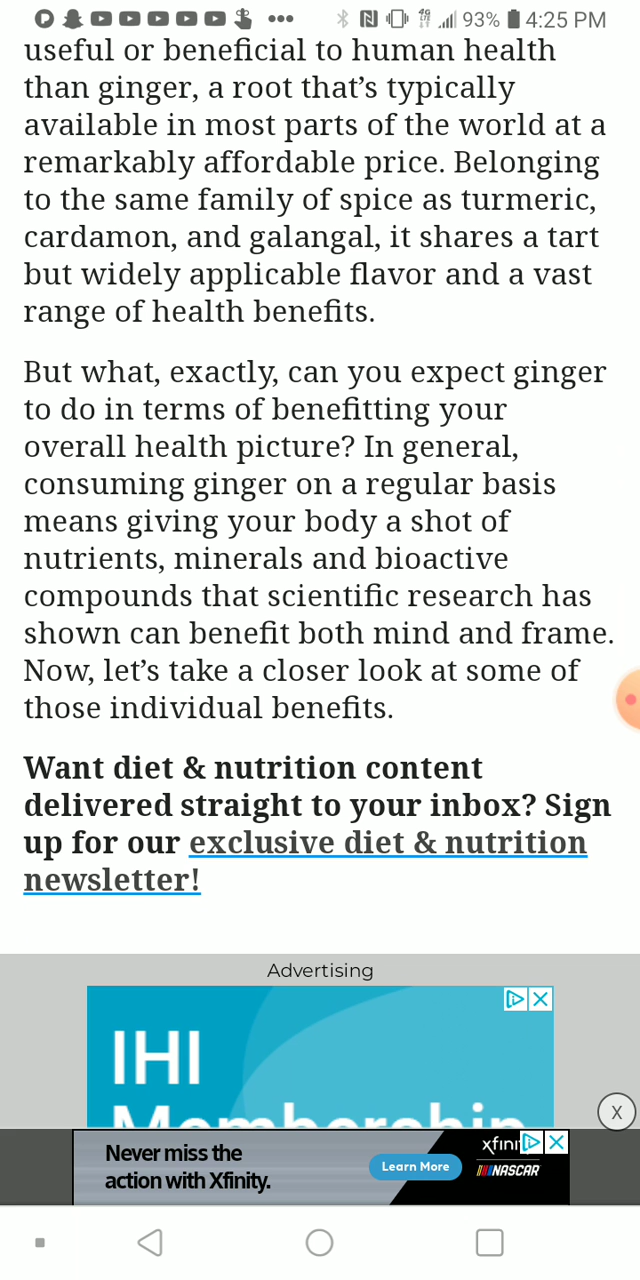 4G
93% 4:25 PM
useful or beneficial to human health
than ginger, a root that’s typically
available in most parts of the world at a
remarkably affordable price. Belonging
to the same family of spice as turmeric,
cardamon, and galangal, it shares a tart
but widely applicable flavor and a vast
range of health benefits.
But what, exactly, can you expect ginger
to do in terms of benefitting your
overall health picture? In general,
consuming ginger on a regular basis
means giving your body a shot of
nutrients, minerals and bioactive
compounds that scientific research has
shown can benefit both mind and frame.
Now, let’s take a closer look at some of
those individual benefits.
Want diet & nutrition content
delivered straight to your inbox? Sign
up for our exclusive diet & nutrition
newsletter!
Advertising
IHI
Membership
X
Never miss the
action with Xfinity.
Learn More
xfini
NASCAR